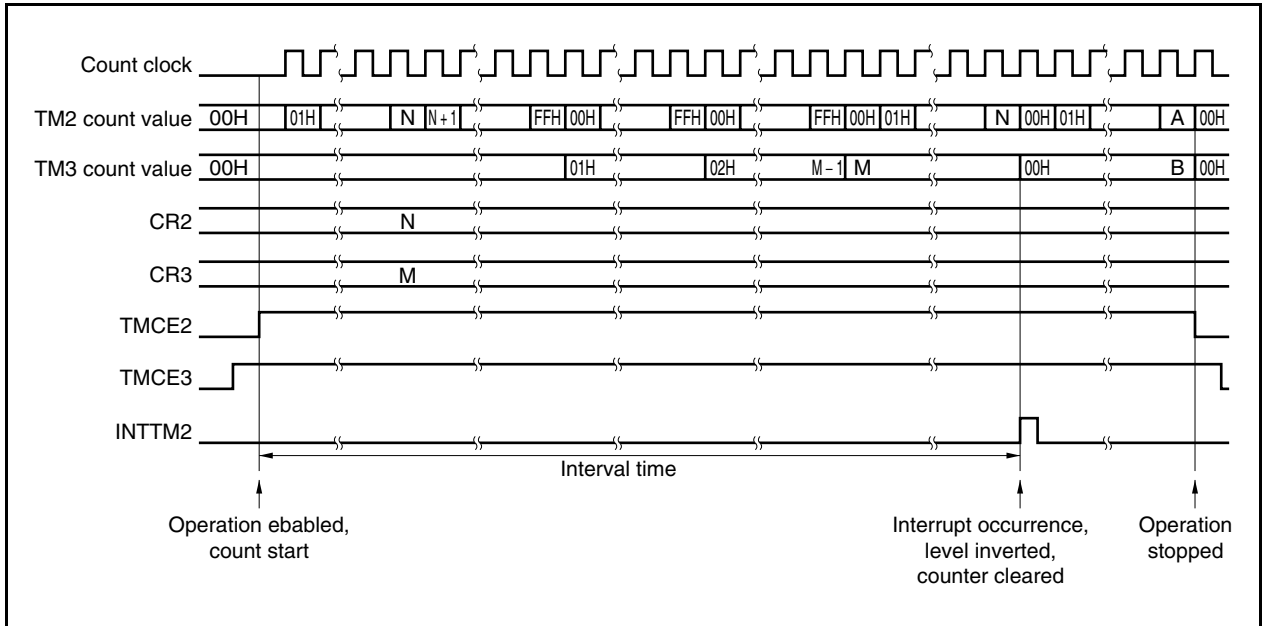 Count clock
TM2 count value 00H 01H N N + 1 FFH 00H FFH 00H FFH 00H 01H N 00H 01H A 00H
TM3 count value 00H 01H 02H M – 1 M 00H B 00H
CR2 N
CR3 M
TMCE2
TMCE3
INTTM2
Interval time
Operation ebabled,
count start
Interrupt occurrence,
level inverted,
counter cleared
Operation
stopped